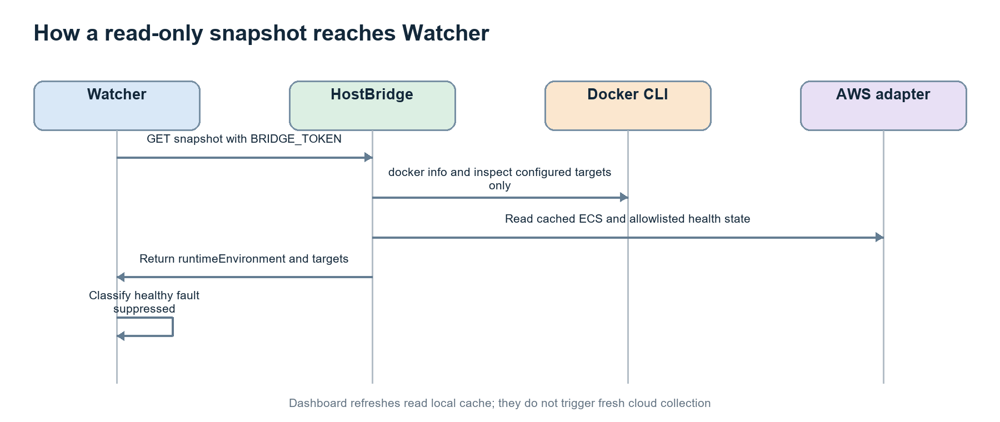 How a read-only snapshot reaches Watcher
Watcher
HostBridge
Docker CLI
AWS adapter
GET snapshot with BRIDGE_TOKEN
docker info and inspect configured targets
only
Read cached ECS and allowlisted health state
Return runtimeEnvironment and targets
Classify healthy fault
suppressed
Dashboard refreshes read local cache; they do not trigger fresh cloud collection